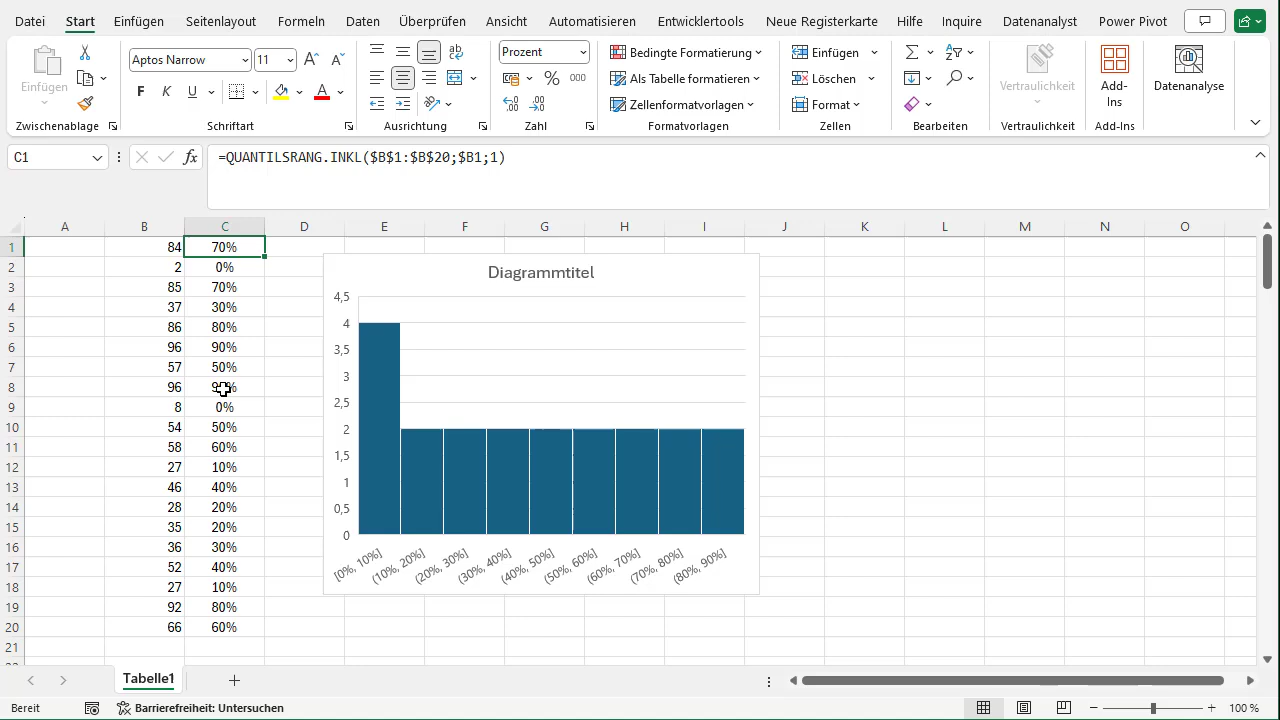 Datei Start Einfügen Seitenlayout Formeln Daten Überprüfen Ansicht Automatisieren Entwicklertools Neue Registerkarte Hilfe Inquire Datenanalyst Power Pivot
Einfügen
Zwischenablage
Aptos Narrow 11
F K U
Schriftart
Ausrichtung
Prozent
% 000
Zahl
Bedingte Formatierung
Als Tabelle formatieren
Zellenformatvorlagen
Formatvorlagen
Einfügen
Löschen
Format
Zellen
Bearbeiten
Vertraulichkeit
Vertraulichkeit
Add-Ins
Add-Ins
Datenanalyse
C1 fx =QUANTILSRANG.INKL($B$1:$B$20;$B1;1)
A B C D E F G H I J K L M N O
1 84 70%
2 2 0%
3 85 70%
4 37 30%
5 86 80%
6 96 90%
7 57 50%
8 96
9 8 0%
10 54 50%
11 58 60%
12 27 10%
13 46 40%
14 28 20%
15 35 20%
16 36 30%
17 52 40%
18 27 10%
19 92 80%
20 66 60%
21
Diagrammtitel
4,5
4
3,5
3
2,5
2
1,5
1
0,5
0
[0%, 10%] (10%, 20%] (20%, 30%] (30%, 40%] (40%, 50%] (50%, 60%] (60%, 70%] (70%, 80%] (80%, 90%]
Tabelle1
Bereit Barrierefreiheit: Untersuchen 100 %